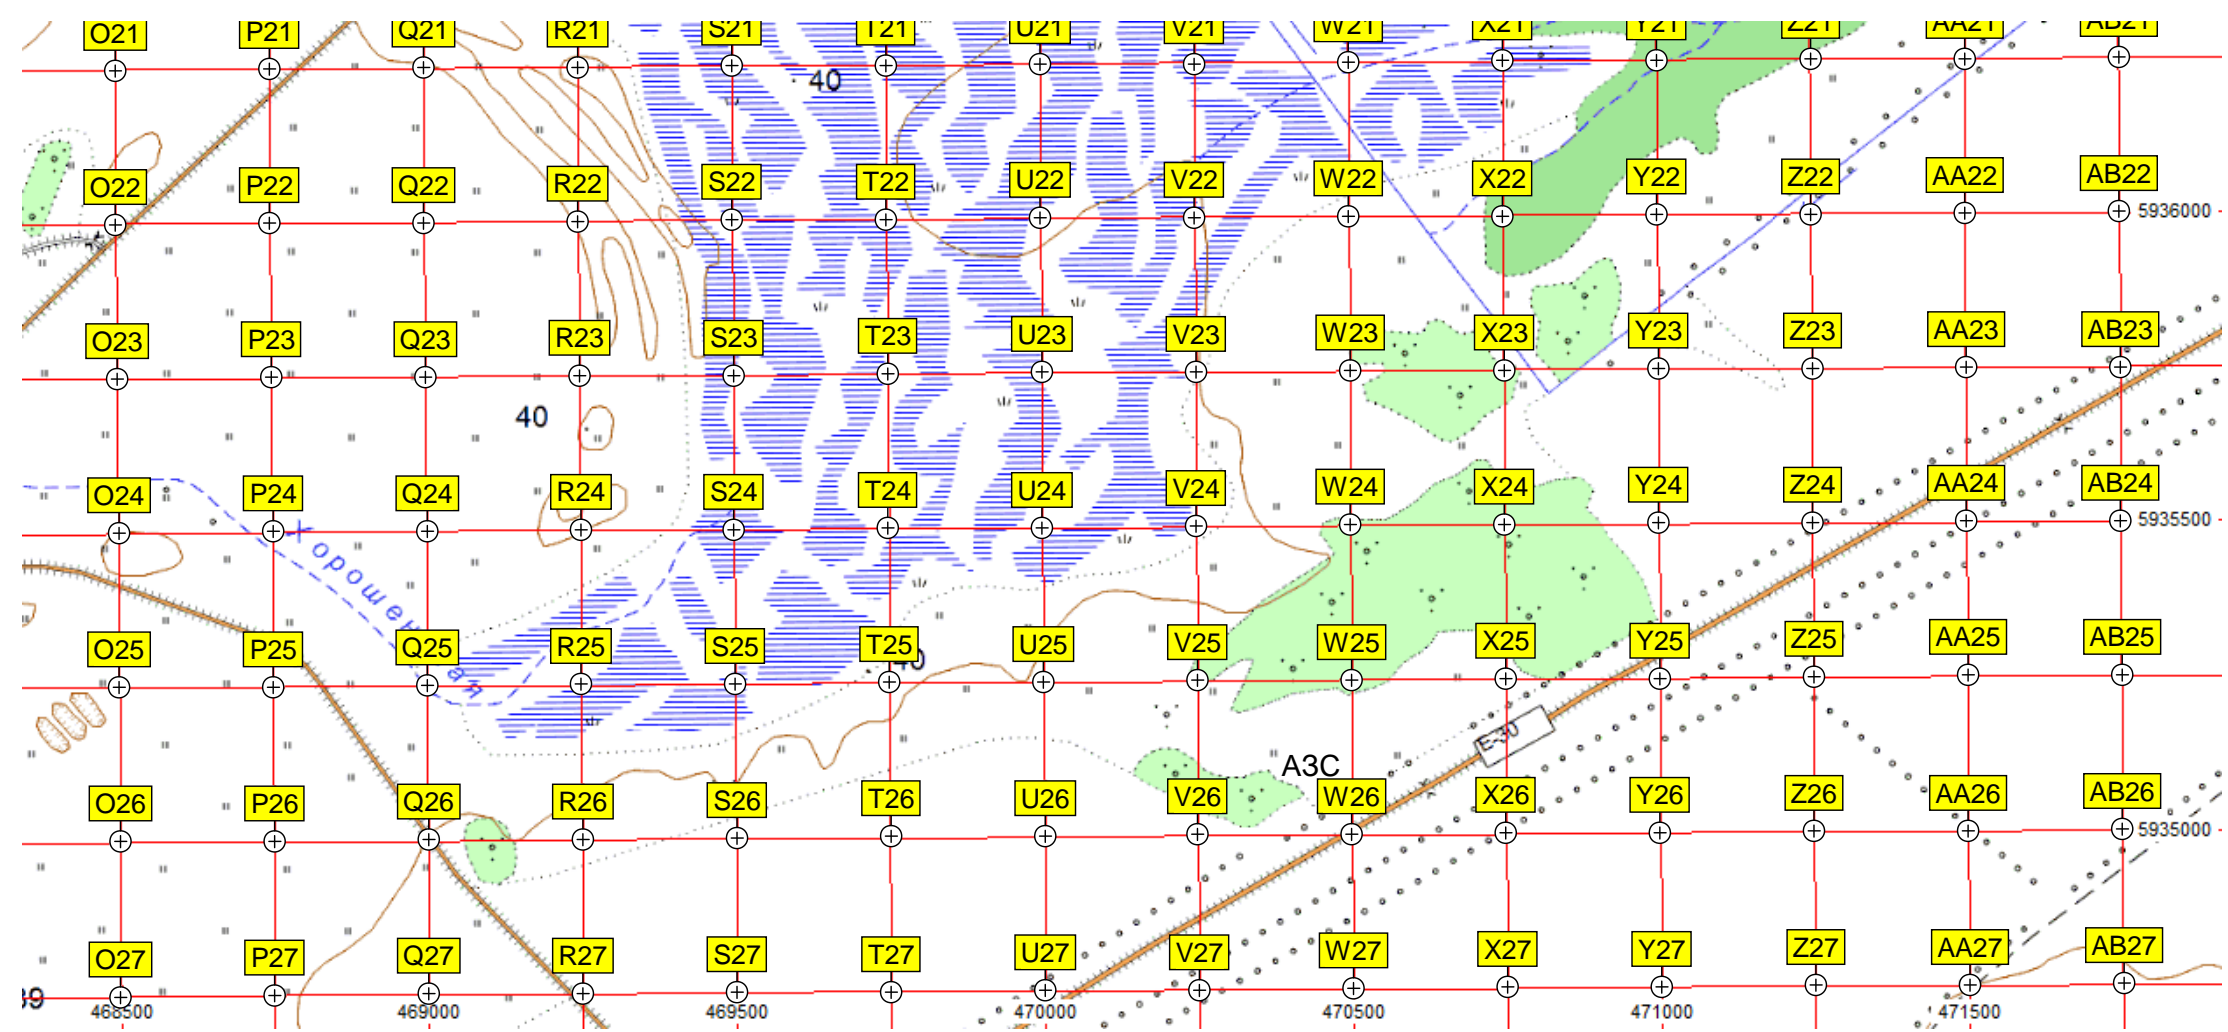 O21 P21 Q21 R21 S21 T21 U21 V21 W21 X21 Y21 Z21 AA21 AB21
40
O22 P22 Q22 R22 S22 T22 U22 V22 W22 X22 Y22 Z22 AA22 AB22
5936000
O23 P23 Q23 R23 S23 T23 U23 V23 W23 X23 Y23 Z23 AA23 AB23
40
O24 P24 Q24 R24 S24 T24 U24 V24 W24 X24 Y24 Z24 AA24 AB24
5935500
Хорошенькая
O25 P25 Q25 R25 S25 T25 U25 V25 W25 X25 Y25 Z25 AA25 AB25
40
E-30
АЗС
O26 P26 Q26 R26 S26 T26 U26 V26 W26 X26 Y26 Z26 AA26 AB26
5935000
O27 P27 Q27 R27 S27 T27 U27 V27 W27 X27 Y27 Z27 AA27 AB27
39
468500 469000 469500 470000 470500 471000 471500